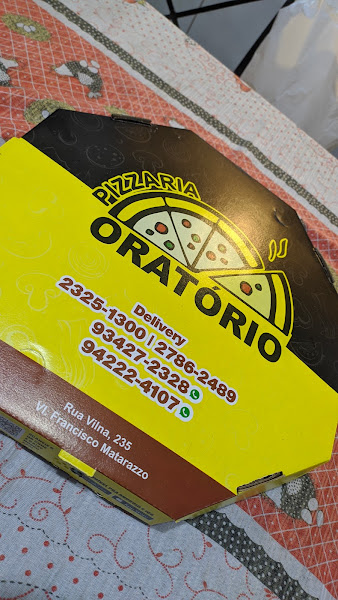 PIZZARIA
ORATÓRIO
Delivery
2325-1300 | 2786-2489
93427-2328
94222-4107
Rua Vilna, 235
Vl. Francisco Matarazzo